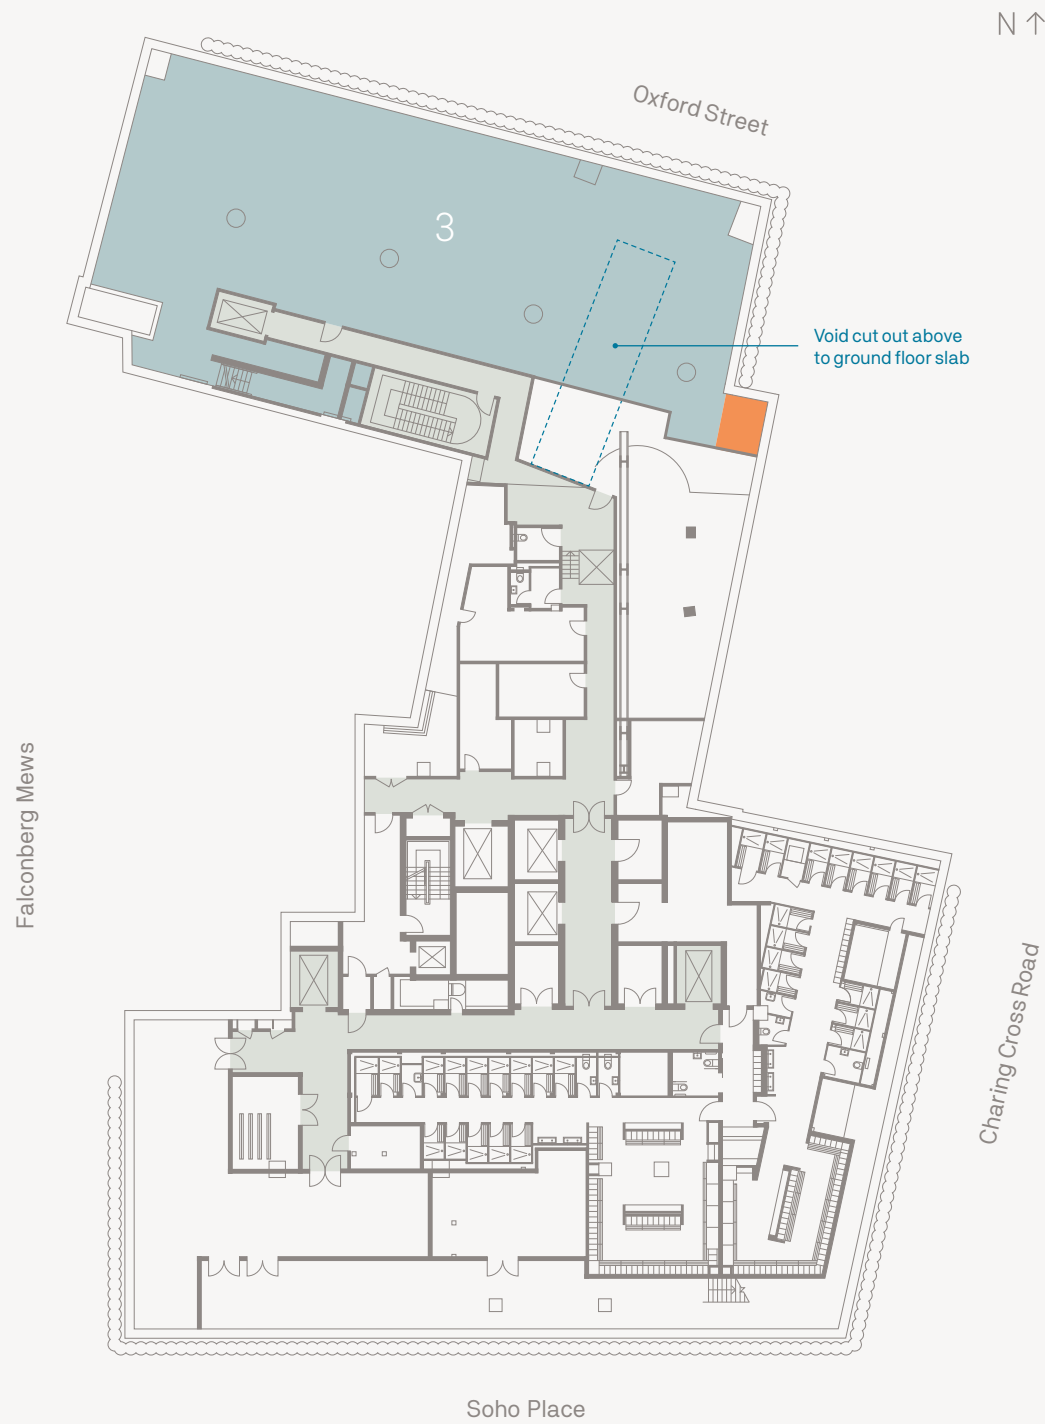 N ↑
Oxford Street
3
Void cut out above
to ground floor slab
Falconberg Mews
Charing Cross Road
Soho Place